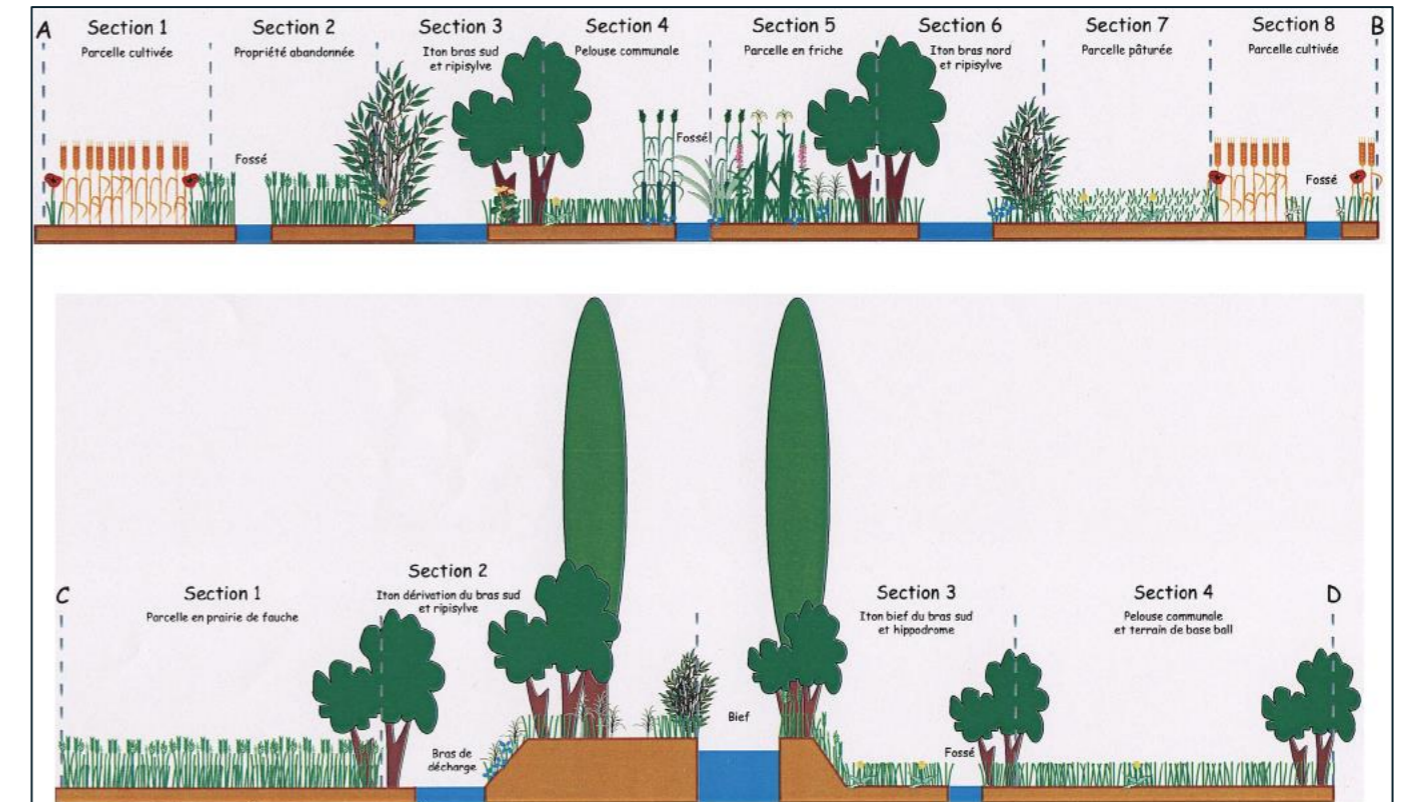 A
Section 1
Parcelle cultivée
Section 2
Propriété abandonnée
Section 3
Iton bras sud
et ripisylve
Section 4
Pelouse communale
Section 5
Parcelle en friche
Section 6
Iton bras nord
et ripisylve
Section 7
Parcelle pâturée
Section 8
Parcelle cultivée
B
Fossé
Fossé
Fossé
C
Section 1
Parcelle en prairie de fauche
Section 2
Iton dérivation du bras sud
et ripisylve
Section 3
Iton bief du bras sud
et hippodrome
Section 4
Pelouse communale
et terrain de base ball
D
Bras de
décharge
Bief
Fossé